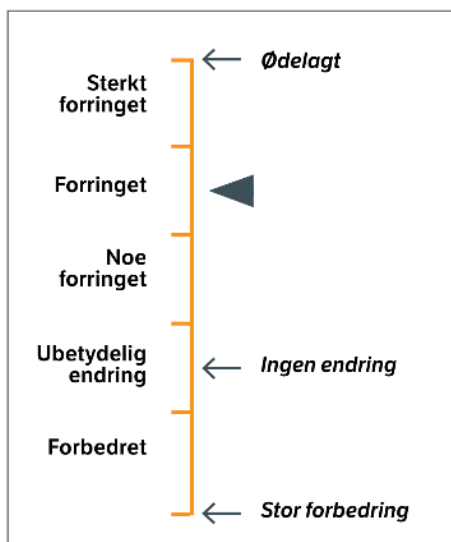 Ødelagt
Sterkt
forringet
Forringet
Noe
forringet
Ubetydelig
endring
Ingen endring
Forbedret
Stor forbedring